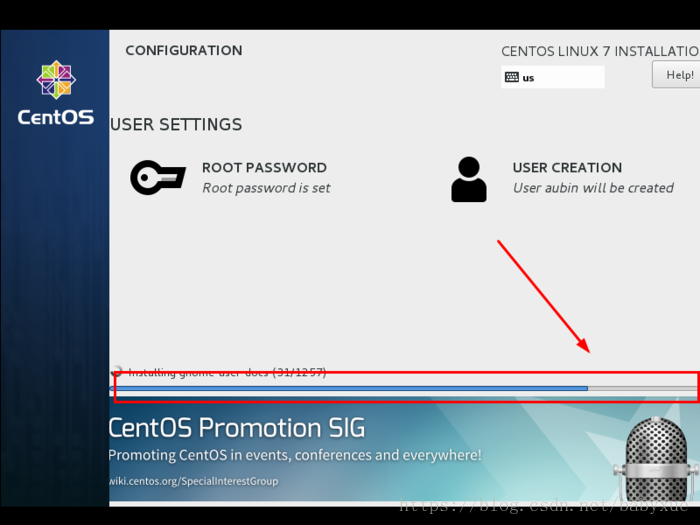 CONFIGURATION
CENTOS LINUX 7 INSTALLATIO
us
Help!
CentOS
USER SETTINGS
ROOT PASSWORD
Root password is set
USER CREATION
User aubin will be created
Installing gnome-user-docs (31/1257)
CentOS Promotion SIG
Promoting CentOS in events, conferences and everywhere!
wiki.centos.org/SpecialInterestGroup
https://blog.csdn.net/babyxue